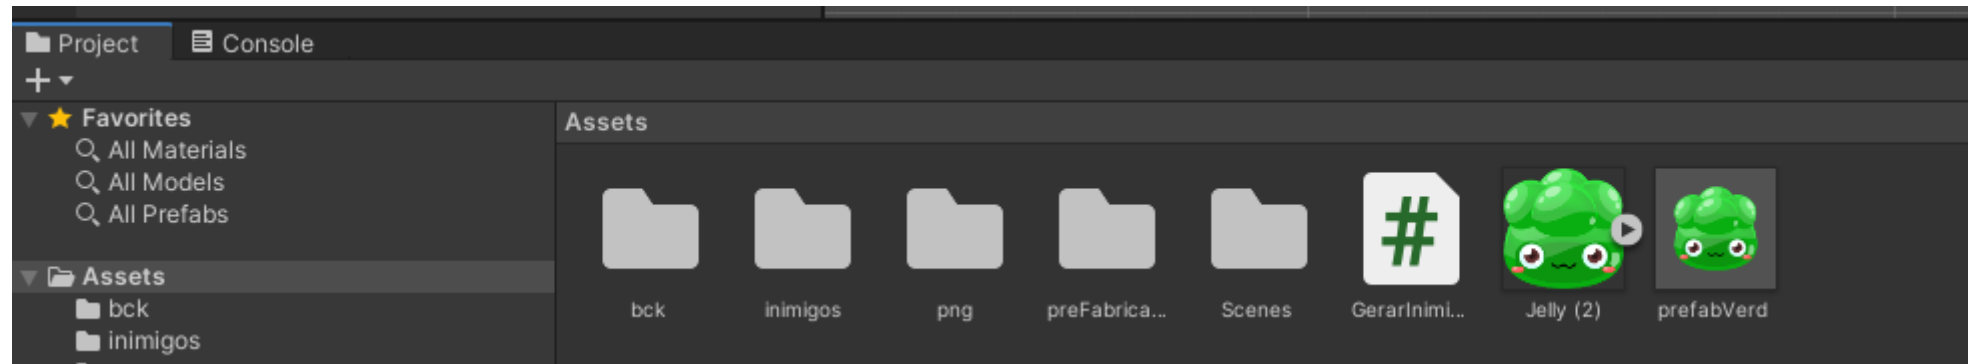 Project Console
Favorites
All Materials
All Models
All Prefabs
Assets
bck
inimigos
Assets
#
bck inimigos png preFabrica... Scenes GerarInimi... Jelly (2) prefabVerd